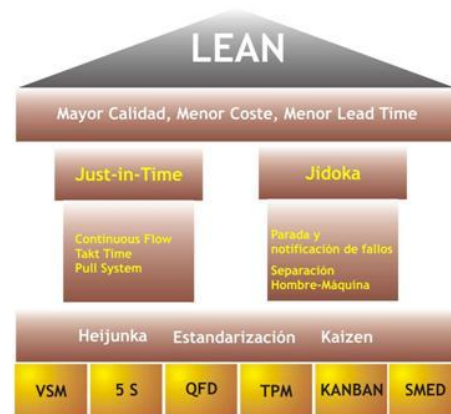 LEAN
Mayor Calidad, Menor Coste, Menor Lead Time
Just-in-Time
Jidoka
Continuous Flow
Takt Time
Pull System
Parada y
notificación de fallos
Separación
Hombre-Máquina
Heijunka Estandarización Kaizen
VSM 5 S QFD TPM KANBAN SMED